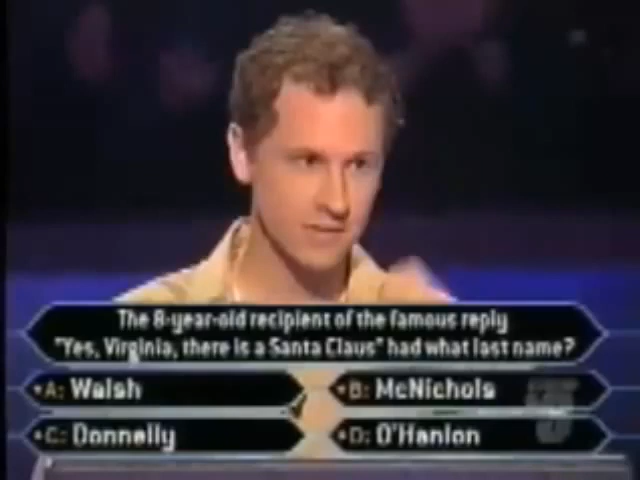 The 8-year-old recipient of the famous reply
"Yes, Virginia, there is a Santa Claus" had what last name?
A: Walsh
B: McNichols
C: Donnelly
D: O'Hanlon